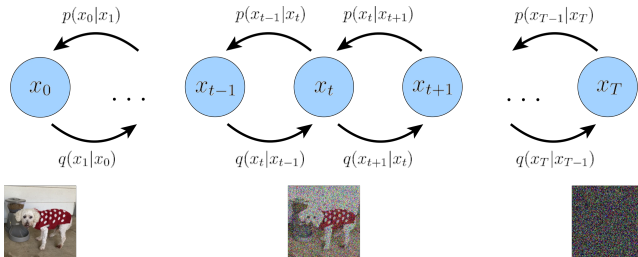 p(x_0|x_1) p(x_{t-1}|x_t) p(x_t|x_{t+1}) p(x_{T-1}|x_T)
x_0 ... x_{t-1} x_t x_{t+1} ... x_T
q(x_1|x_0) q(x_t|x_{t-1}) q(x_{t+1}|x_t) q(x_T|x_{T-1})